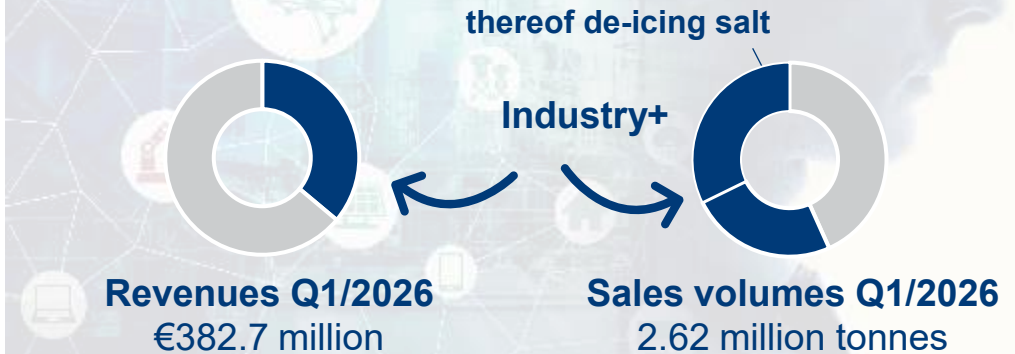 thereof de-icing salt
Industry+
Revenues Q1/2026
€382.7 million
Sales volumes Q1/2026
2.62 million tonnes